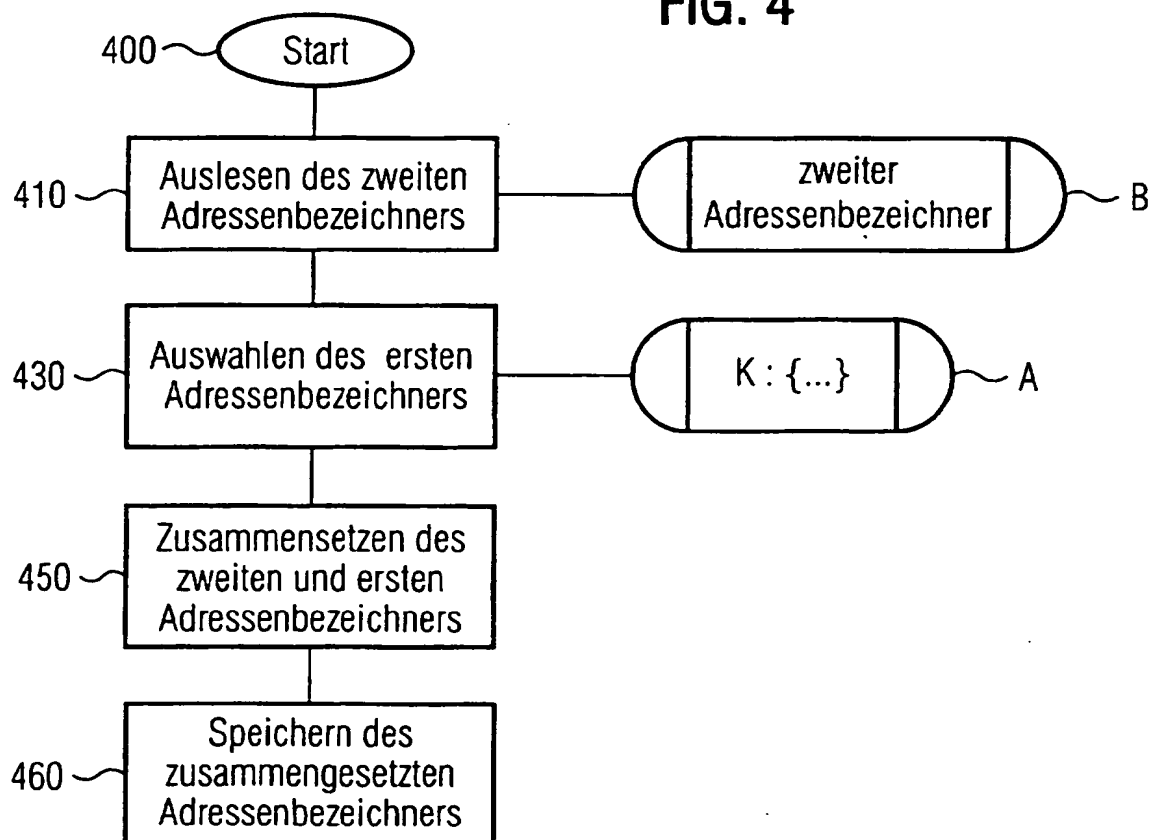 FIG. 4
400
Start
410
Auslesen des zweiten
Adressenbezeichners
zweiter
Adressenbezeichner
B
430
Auswahlen des ersten
Adressenbezeichners
K : {...}
A
450
Zusammensetzen des
zweiten und ersten
Adressenbezeichners
460
Speichern des
zusammengesetzten
Adressenbezeichners